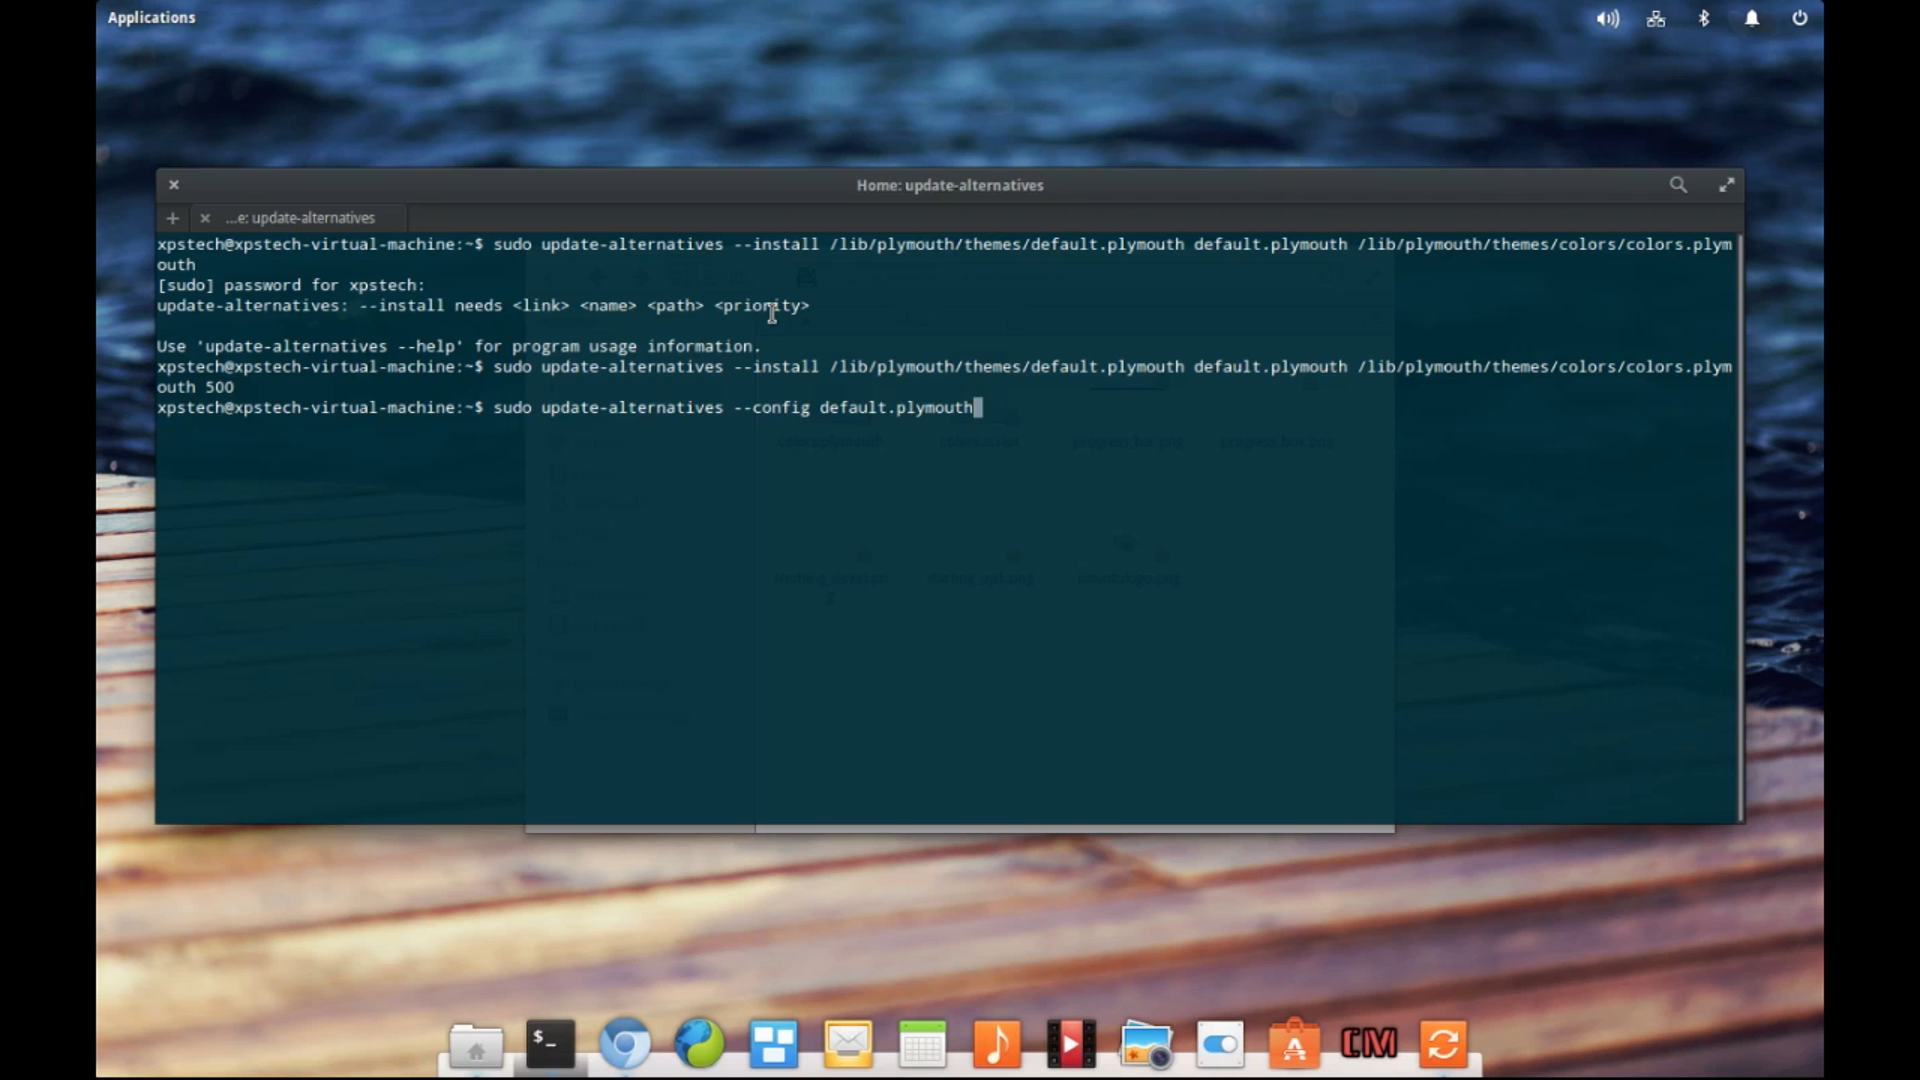 Applications
Home: update-alternatives
...e: update-alternatives
xpstech@xpstech-virtual-machine:~$ sudo update-alternatives --install /lib/plymouth/themes/default.plymouth default.plymouth /lib/plymouth/themes/colors/colors.plym
outh
[sudo] password for xpstech:
update-alternatives: --install needs <link> <name> <path> <priority>
Use 'update-alternatives --help' for program usage information.
xpstech@xpstech-virtual-machine:~$ sudo update-alternatives --install /lib/plymouth/themes/default.plymouth default.plymouth /lib/plymouth/themes/colors/colors.plym
outh 500
xpstech@xpstech-virtual-machine:~$ sudo update-alternatives --config default.plymouth
$_
CM